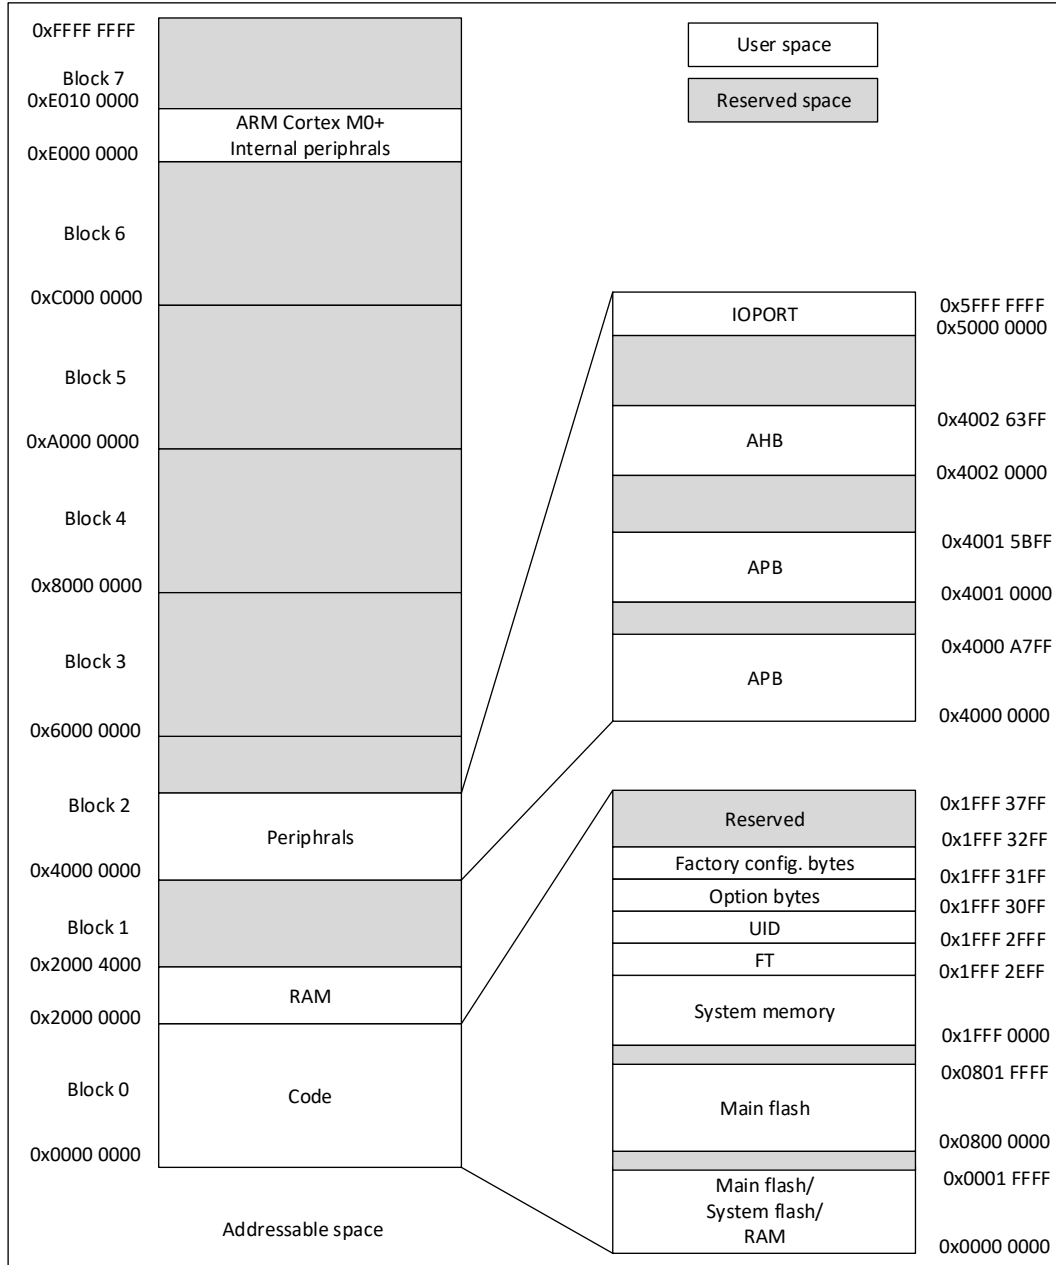 0xFFFF FFFF
Block 7
0xE010 0000
ARM Cortex M0+
Internal periphrals
0xE000 0000
Block 6
0xC000 0000
Block 5
0xA000 0000
Block 4
0x8000 0000
Block 3
0x6000 0000
Block 2
Periphrals
0x4000 0000
Block 1
0x2000 4000
RAM
0x2000 0000
Block 0
Code
0x0000 0000
Addressable space
User space
Reserved space
IOPORT
0x5FFF FFFF
0x5000 0000
AHB
0x4002 63FF
0x4002 0000
APB
0x4001 5BFF
0x4001 0000
APB
0x4000 A7FF
0x4000 0000
Reserved
0x1FFF 37FF
0x1FFF 32FF
Factory config. bytes
0x1FFF 31FF
Option bytes
0x1FFF 30FF
UID
0x1FFF 2FFF
FT
0x1FFF 2EFF
System memory
0x1FFF 0000
0x0801 FFFF
Main flash
0x0800 0000
0x0001 FFFF
Main flash/
System flash/
RAM
0x0000 0000